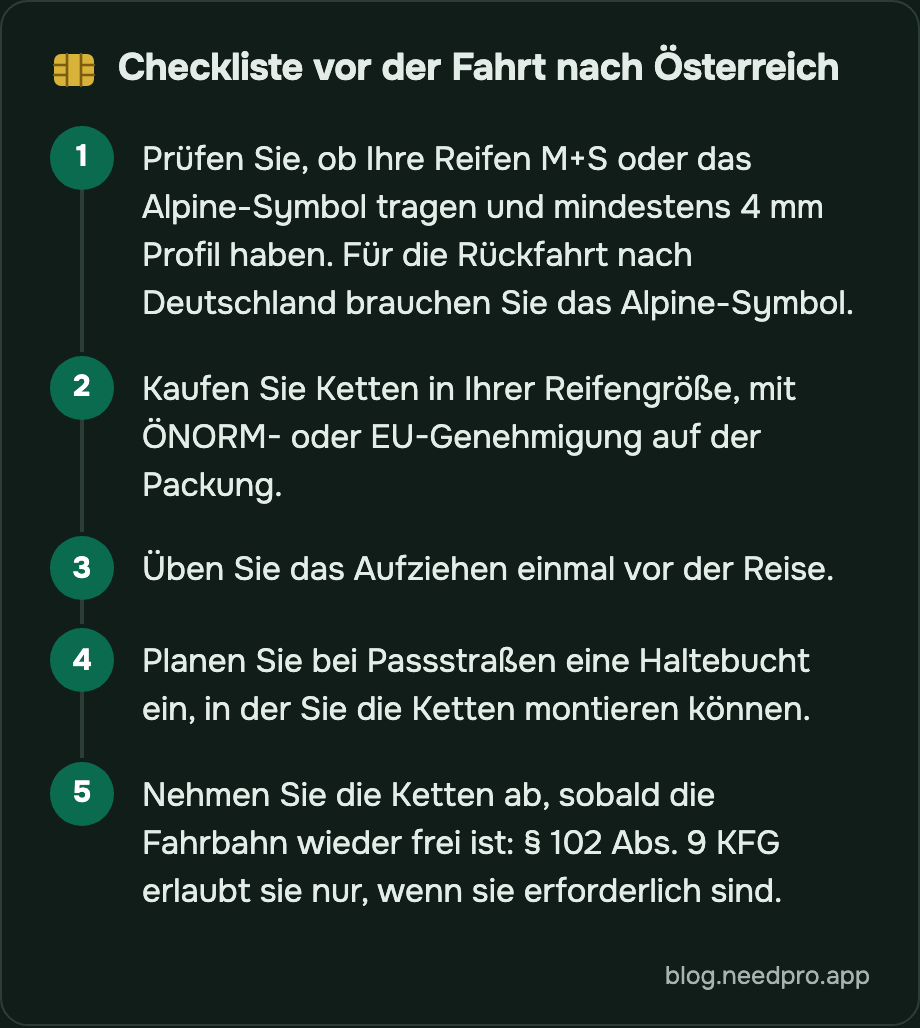 Checkliste vor der Fahrt nach Österreich
1
Prüfen Sie, ob Ihre Reifen M+S oder das
Alpine-Symbol tragen und mindestens 4 mm
Profil haben. Für die Rückfahrt nach
Deutschland brauchen Sie das Alpine-Symbol.
2
Kaufen Sie Ketten in Ihrer Reifengröße, mit
ÖNORM- oder EU-Genehmigung auf der
Packung.
3
Üben Sie das Aufziehen einmal vor der Reise.
4
Planen Sie bei Passstraßen eine Haltebucht
ein, in der Sie die Ketten montieren können.
5
Nehmen Sie die Ketten ab, sobald die
Fahrbahn wieder frei ist: § 102 Abs. 9 KFG
erlaubt sie nur, wenn sie erforderlich sind.
blog.needpro.app